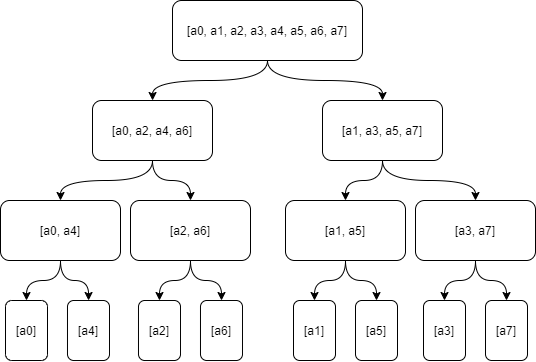 [a0, a1, a2, a3, a4, a5, a6, a7]
[a0, a2, a4, a6]
[a1, a3, a5, a7]
[a0, a4]
[a2, a6]
[a1, a5]
[a3, a7]
[a0]
[a4]
[a2]
[a6]
[a1]
[a5]
[a3]
[a7]